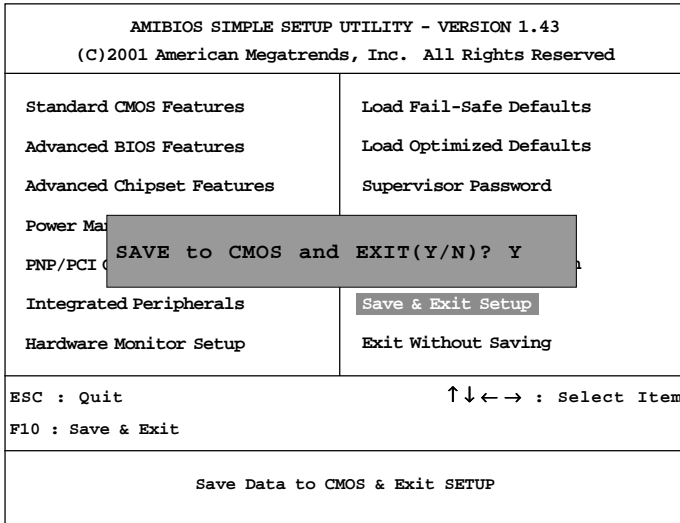 AMIBIOS SIMPLE SETUP UTILITY - VERSION 1.43
(C)2001 American Megatrends, Inc. All Rights Reserved
Standard CMOS Features
Advanced BIOS Features
Advanced Chipset Features
Power
PNP/PCI
Integrated Peripherals
Hardware Monitor Setup
Load Fail-Safe Defaults
Load Optimized Defaults
Supervisor Password
Save & Exit Setup
Exit Without Saving
SAVE to CMOS and EXIT(Y/N)? Y
ESC : Quit
↑↓←→ : Select Item
F10 : Save & Exit
Save Data to CMOS & Exit SETUP